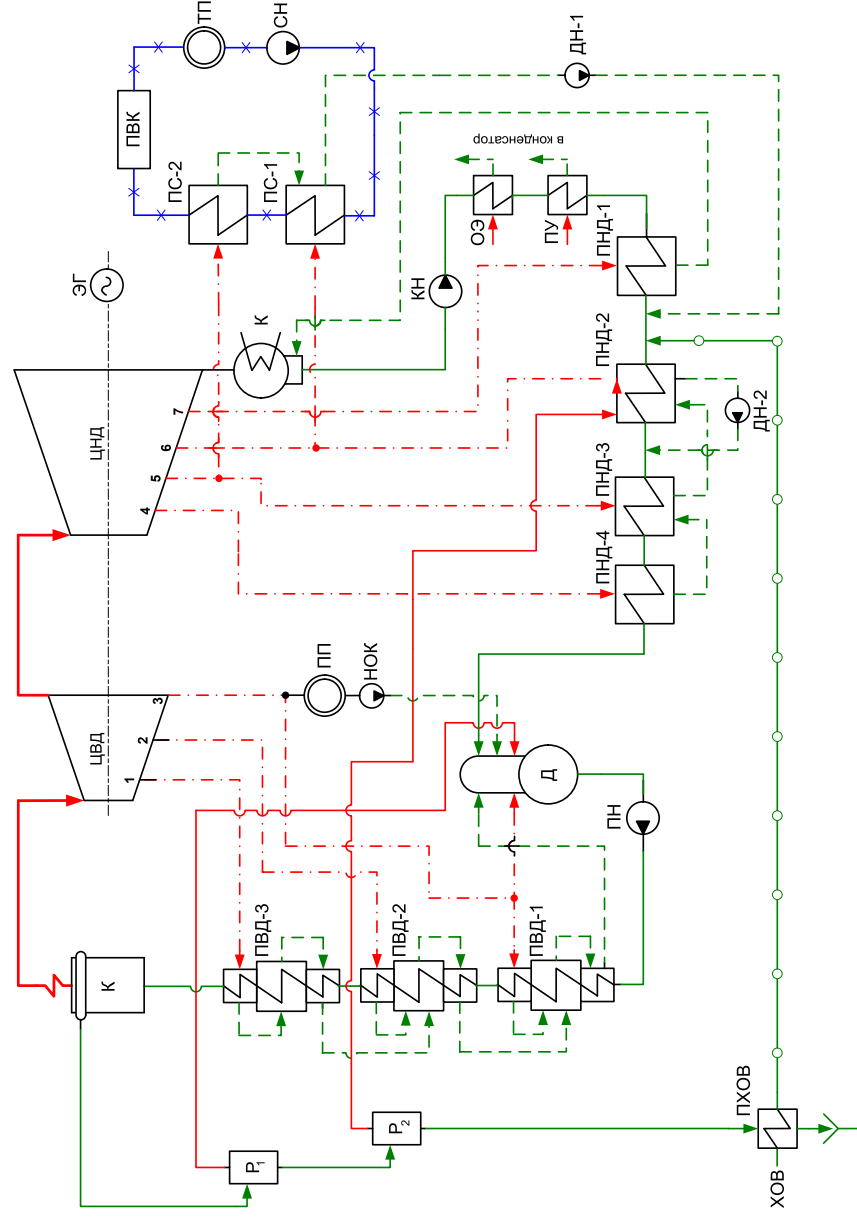 ЭГ
К
ЦВД
ЦНД
ПВК
ТП
СН
ПС-2
ПС-1
1
2
3
4
5
6
7
К
Р₁
ПВД-3
ПП
НОК
Р₂
ПВД-2
КН
ОЭ
в конденсатор
ПУ
ПВД-1
Д
ДН-1
ПН
ПНД-4
ПНД-3
ПНД-2
ПНД-1
ДН-2
ПХОВ
ХОВ